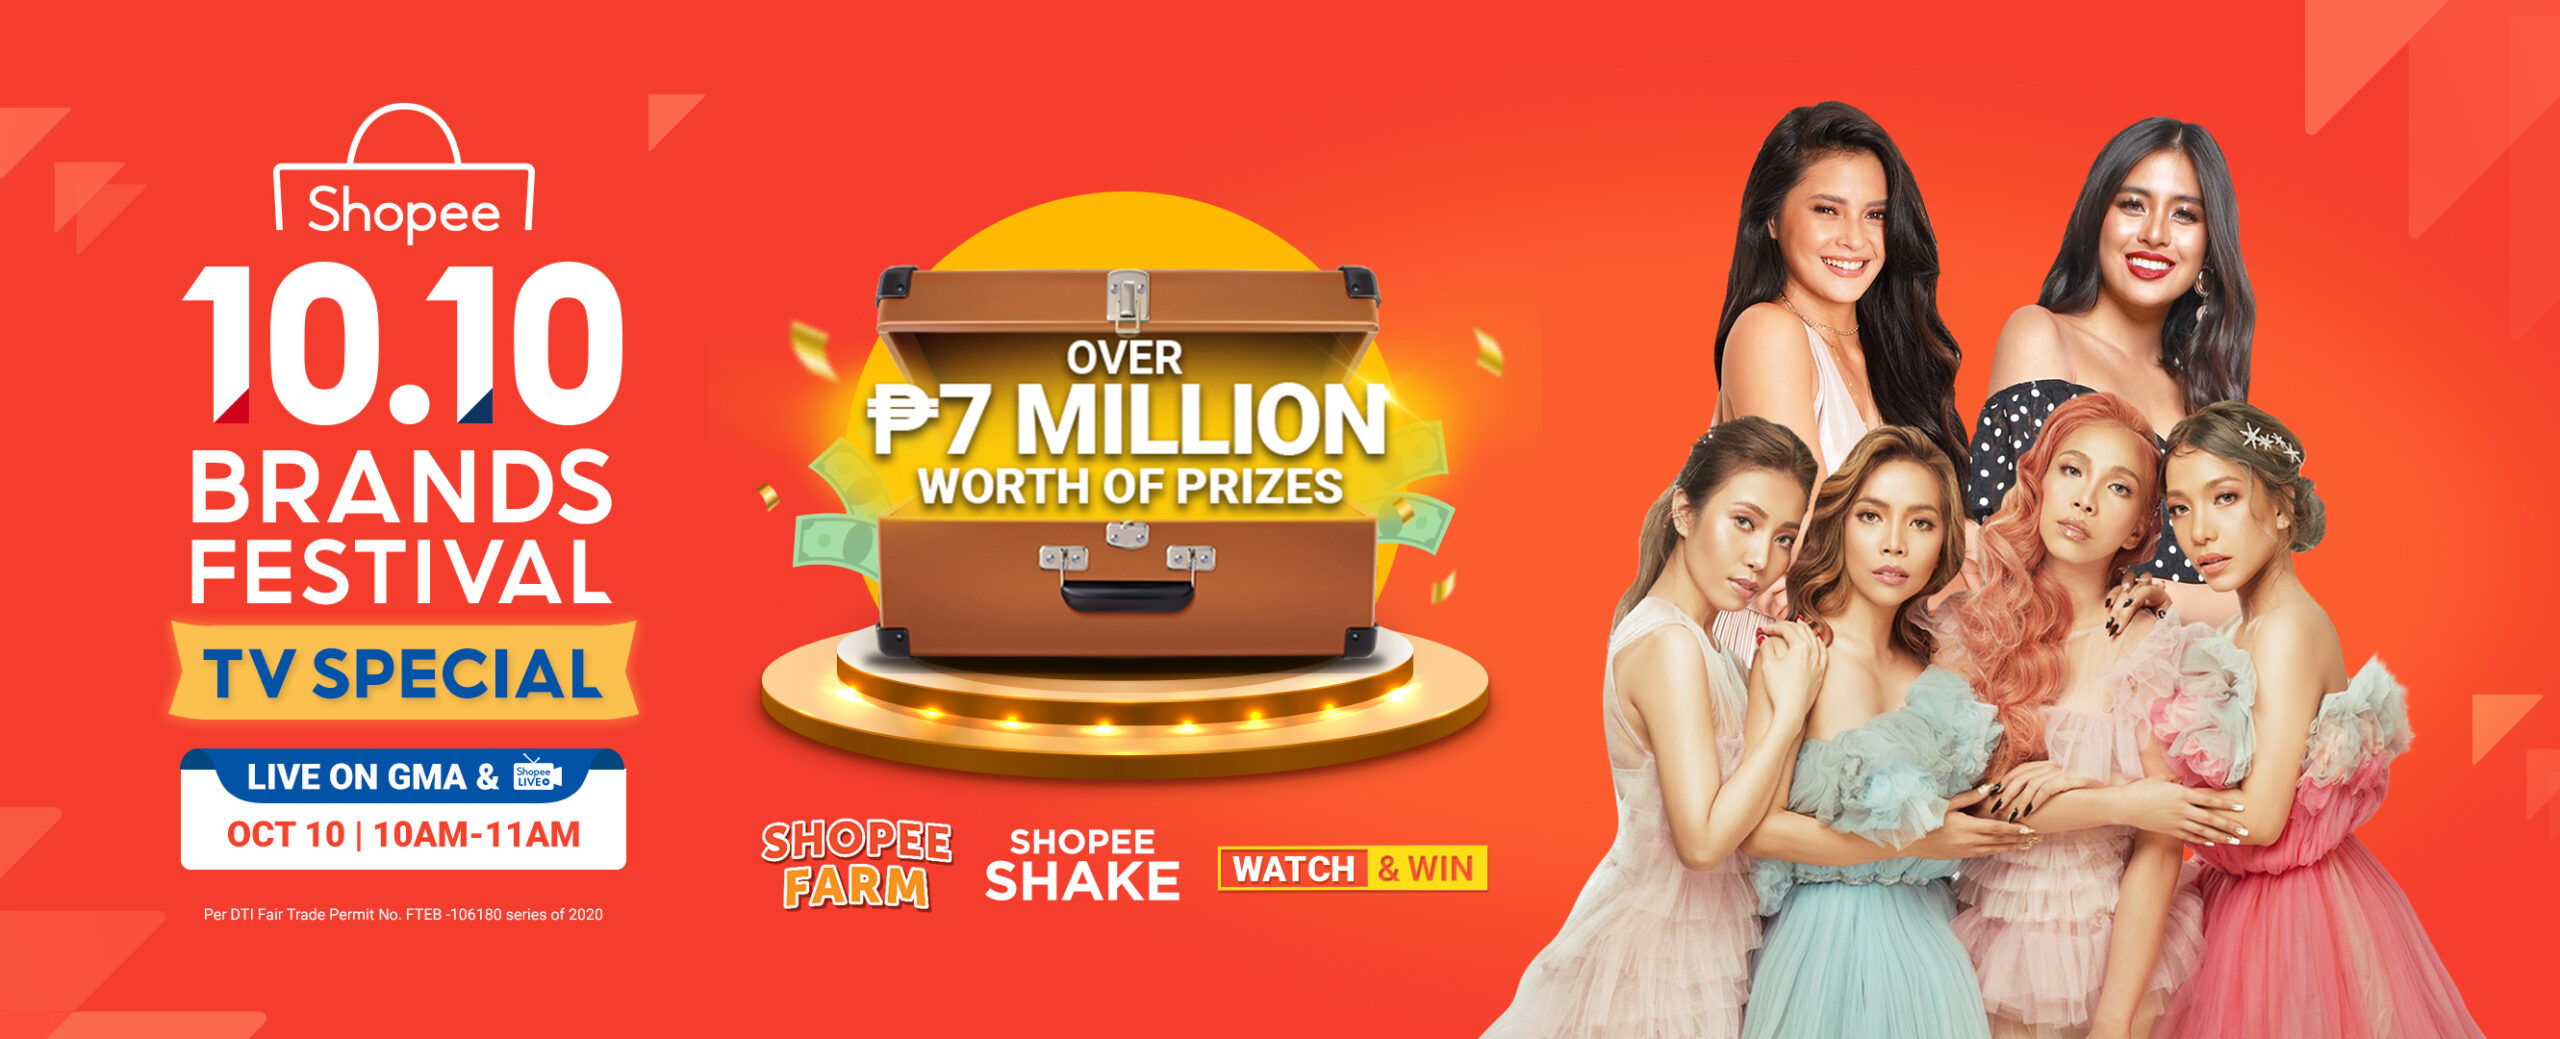 Shopee
10.10
BRANDS
FESTIVAL
TV SPECIAL
LIVE ON GMA & Shopee LIVE
OCT 10 | 10AM-11AM
Per DTI Fair Trade Permit No. FTEB -106180 series of 2020
OVER
₱7 MILLION
WORTH OF PRIZES
SHOPEE
FARM
SHOPEE
SHAKE
WATCH & WIN